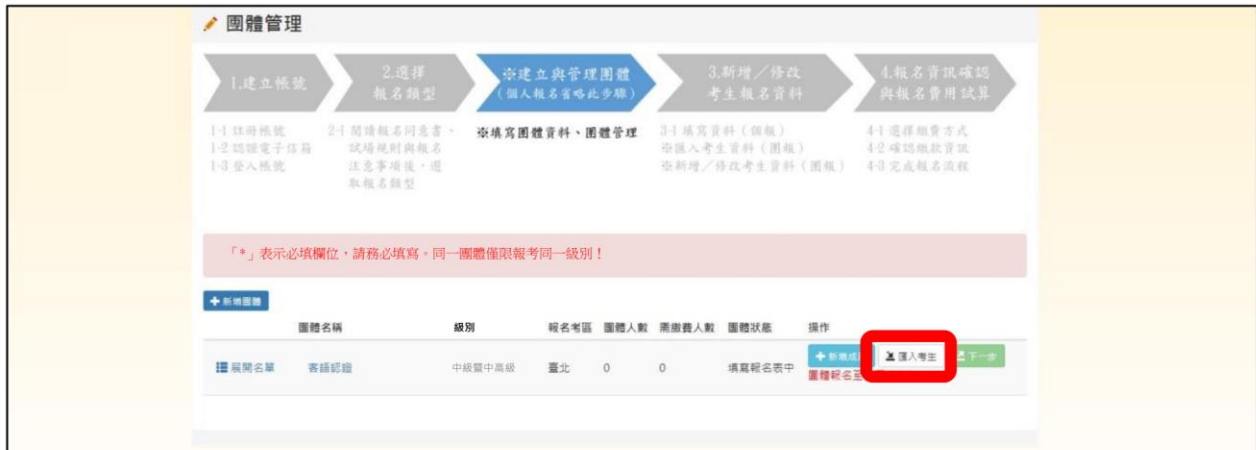 團體管理
1.建立帳號
2.選擇
報名類型
※建立與管理團體
(個人報名省略此步驟)
3.新增／修改
考生報名資料
4.報名資訊確認
與報名費用試算
1-1 註冊帳號
1-2 認證電子信箱
1-3 登入帳號
2-1 閱讀報名同意書、
試場規則與報名
注意事項後，選
取報名類型
※填寫團體資料、團體管理
3-1 填寫資料（個報）
※匯入考生資料（團報）
※新增／修改考生資料（團報）
4-1 選擇繳費方式
4-2 確認繳款資訊
4-3 完成報名流程
「*」表示必填欄位，請務必填寫。同一團體僅限報考同一級別！
新增團體
團體名稱 級別 報名考區 團體人數 需繳費人數 團體狀態 操作
展開名單 客語認證 中級暨中高級 臺北 0 0 填寫報名表中 新增成 匯入考生 下一步
團體報名至